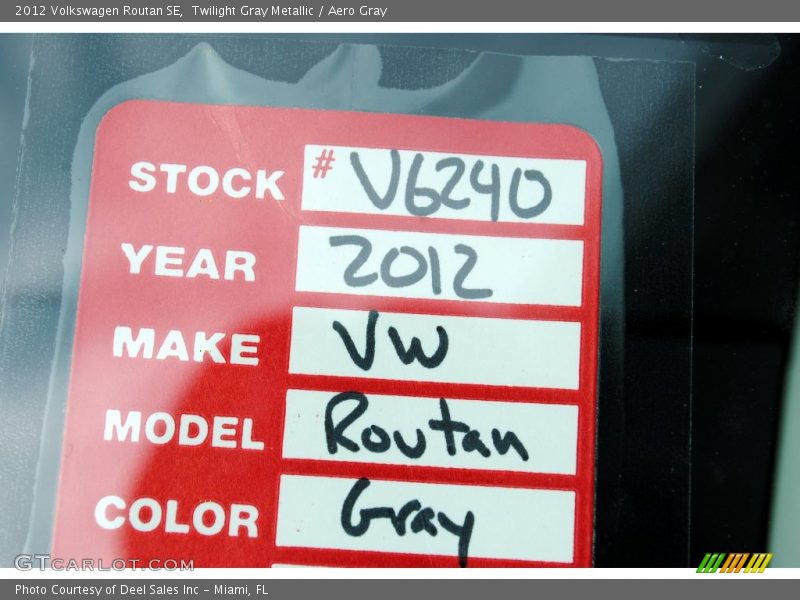 2012 Volkswagen Routan SE,  Twilight Gray Metallic / Aero Gray
STOCK # V6240
YEAR 2012
MAKE VW
MODEL Routan
COLOR Gray
GTCARLOT.COM
Photo Courtesy of Deel Sales Inc - Miami, FL